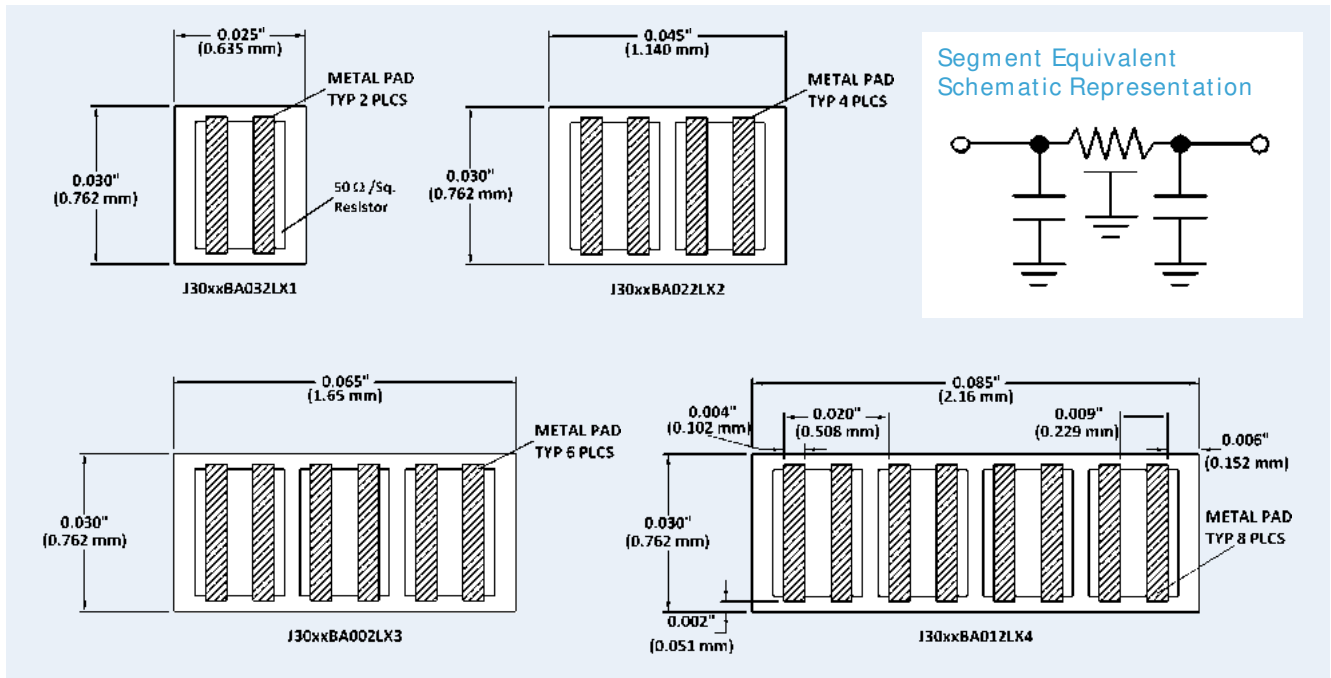 0.025"
(0.635 mm)
METAL PAD
TYP 2 PLCS
0.030"
(0.762 mm)
50 Ω /Sq.
Resistor
J30xxBA032LX1
0.045"
(1.140 mm)
METAL PAD
TYP 4 PLCS
0.030"
(0.762 mm)
J30xxBA022LX2
Segment Equivalent
Schematic Representation
0.065"
(1.65 mm)
METAL PAD
TYP 6 PLCS
0.030"
(0.762 mm)
J30xxBA002LX3
0.085"
(2.16 mm)
0.004"
(0.102 mm)
0.020"
(0.508 mm)
0.009"
(0.229 mm)
0.006"
(0.152 mm)
0.030"
(0.762 mm)
METAL PAD
TYP 8 PLCS
0.002"
(0.051 mm)
J30xxBA012LX4